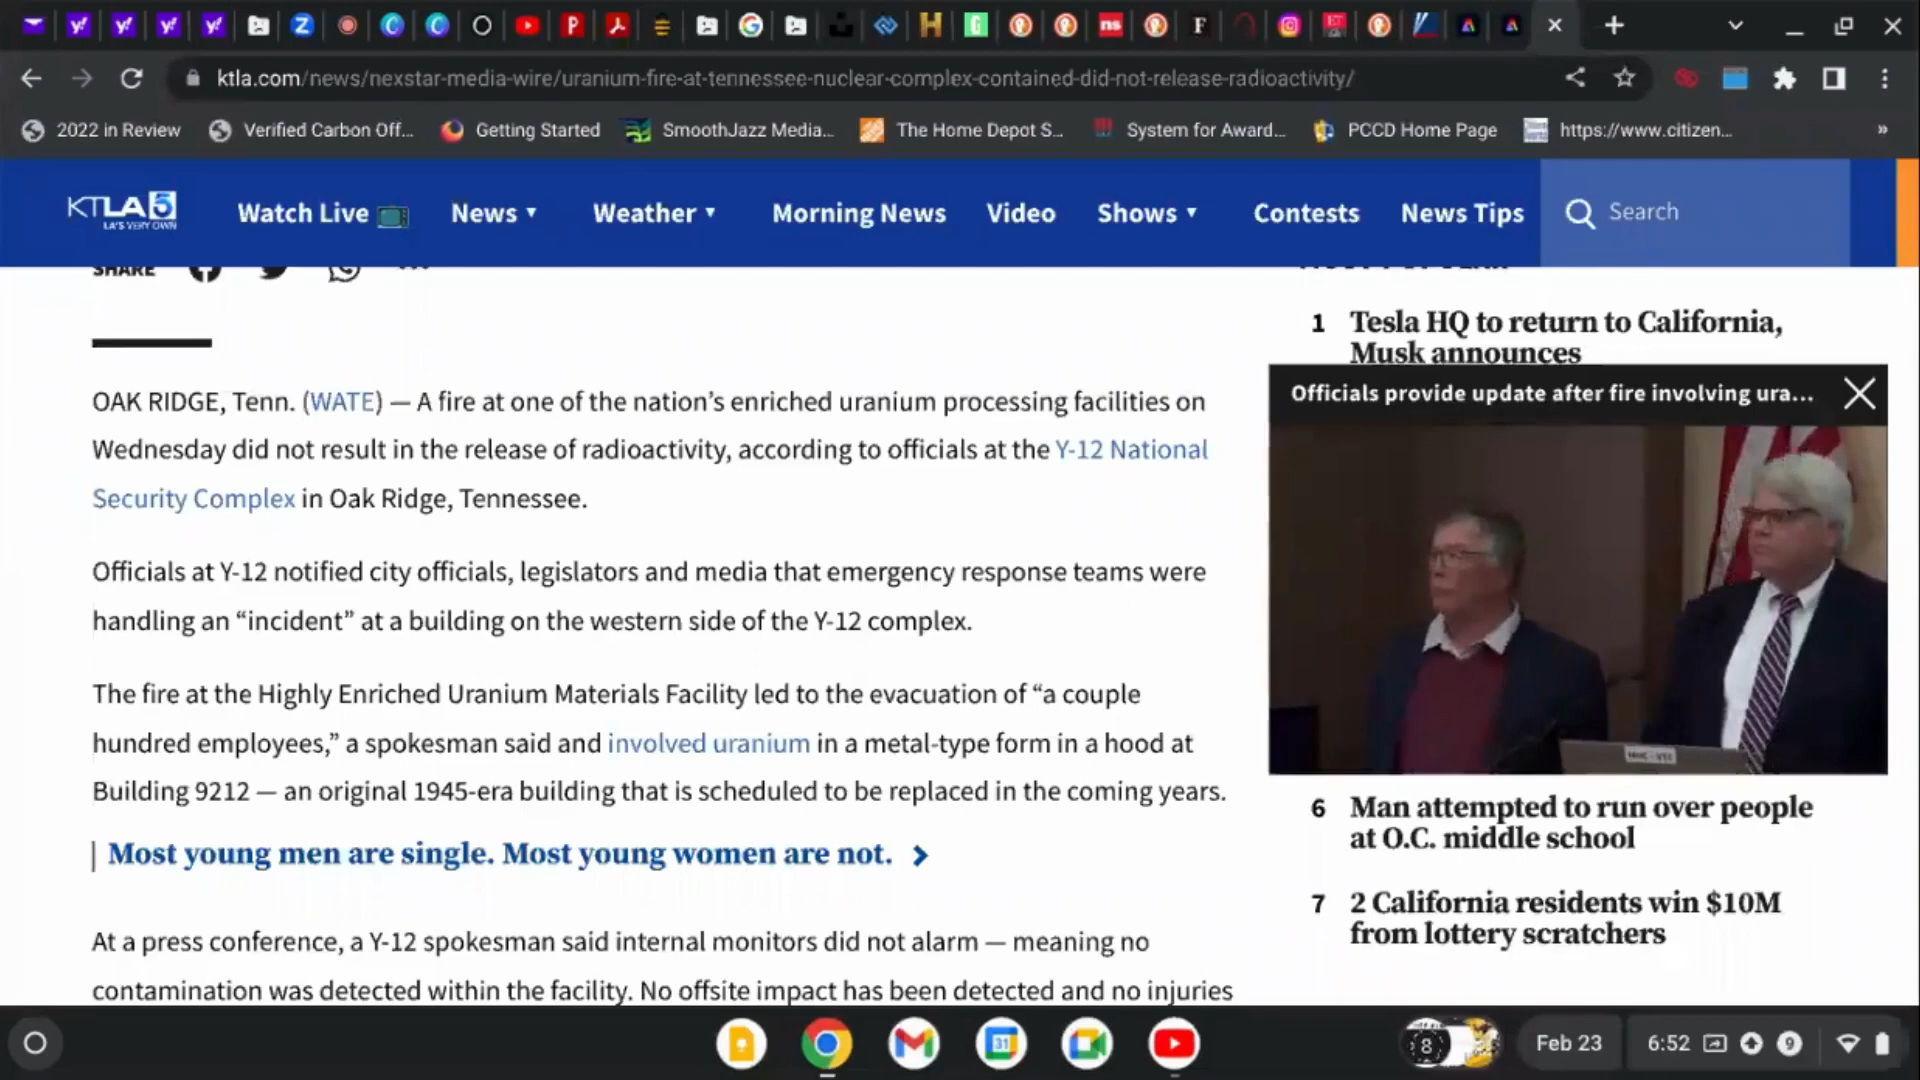 ktla.com/news/nexstar-media-wire/uranium-fire-at-tennessee-nuclear-complex-contained-did-not-release-radioactivity/
2022 in Review Verified Carbon Off... Getting Started SmoothJazz Media... The Home Depot S... System for Award... PCCD Home Page https://www.citizen... »
KTLA 5
LA'S VERY OWN
Watch Live News Weather Morning News Video Shows Contests News Tips Search
SHARE
1 Tesla HQ to return to California,
Musk announces
OAK RIDGE, Tenn. (WATE) — A fire at one of the nation’s enriched uranium processing facilities on
Wednesday did not result in the release of radioactivity, according to officials at the Y-12 National
Security Complex in Oak Ridge, Tennessee.
Officials at Y-12 notified city officials, legislators and media that emergency response teams were
handling an “incident” at a building on the western side of the Y-12 complex.
The fire at the Highly Enriched Uranium Materials Facility led to the evacuation of “a couple
hundred employees,” a spokesman said and involved uranium in a metal-type form in a hood at
Building 9212 — an original 1945-era building that is scheduled to be replaced in the coming years.
Most young men are single. Most young women are not.
At a press conference, a Y-12 spokesman said internal monitors did not alarm — meaning no
contamination was detected within the facility. No offsite impact has been detected and no injuries
Officials provide update after fire involving ura...
6 Man attempted to run over people
at O.C. middle school
7 2 California residents win $10M
from lottery scratchers
31
8
Feb 23
6:52
9